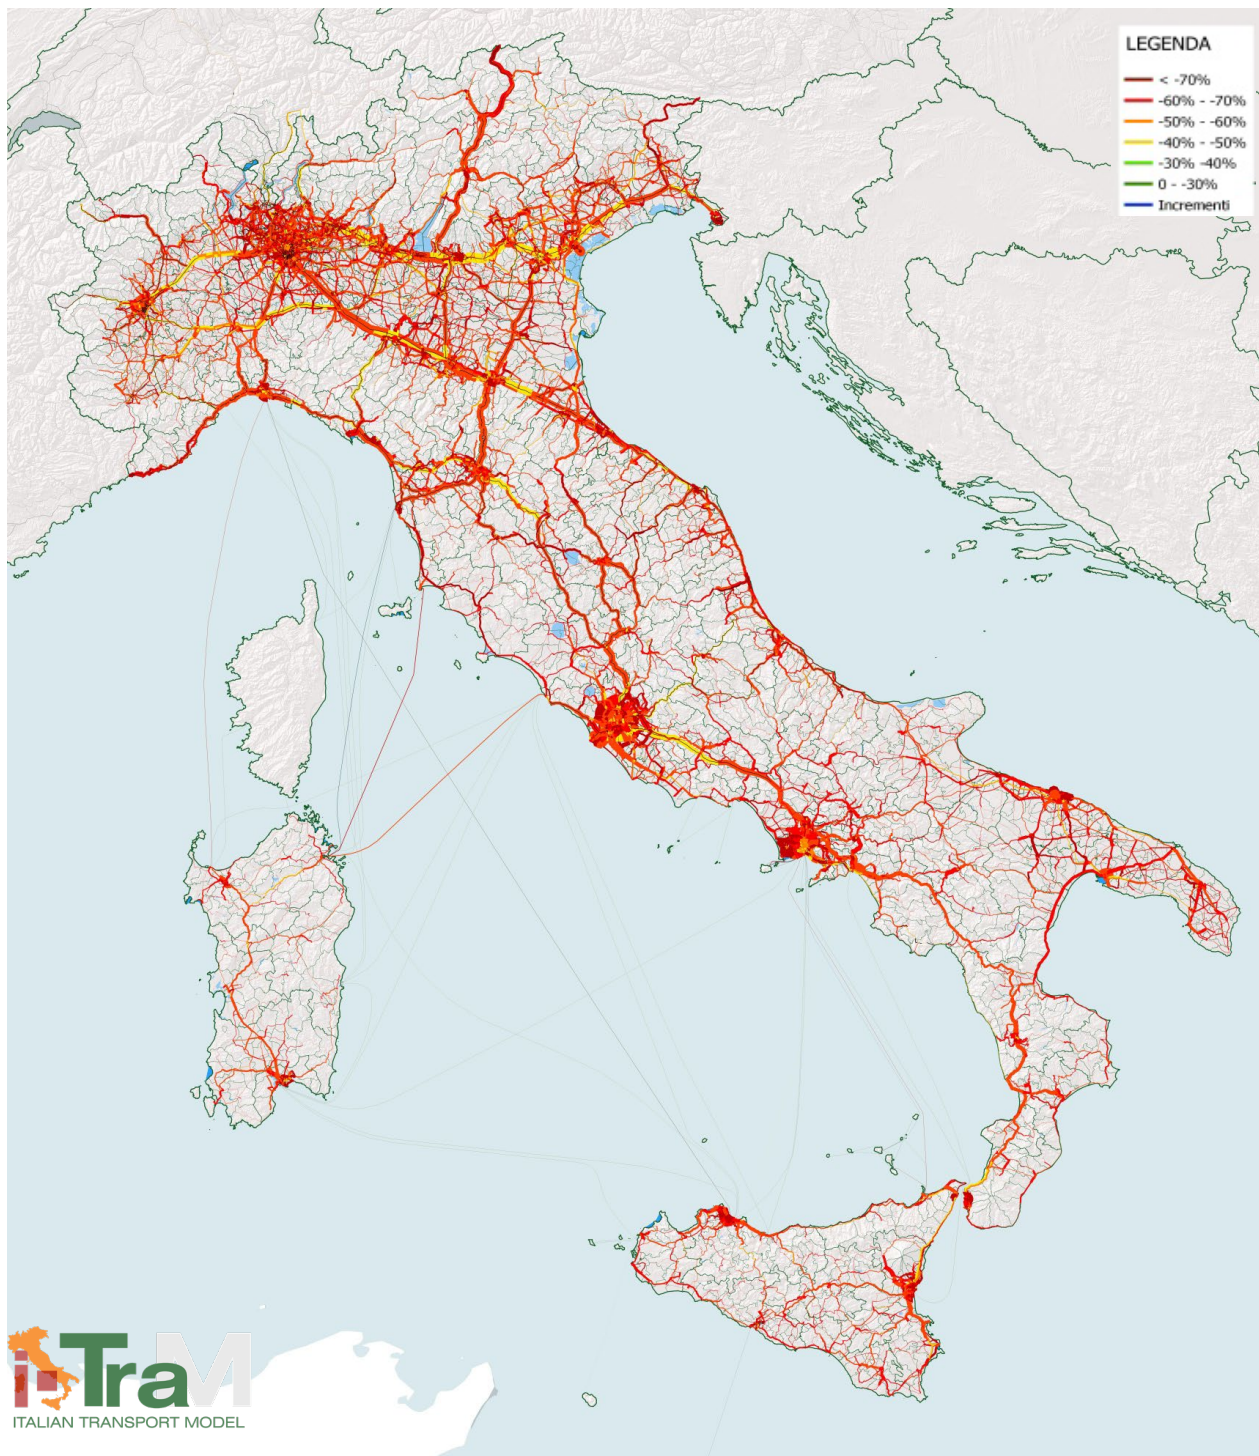 LEGENDA
< -70%
-60% - -70%
-50% - -60%
-40% - -50%
-30% -40%
0 - -30%
Incrementi
i-TraM
ITALIAN TRANSPORT MODEL